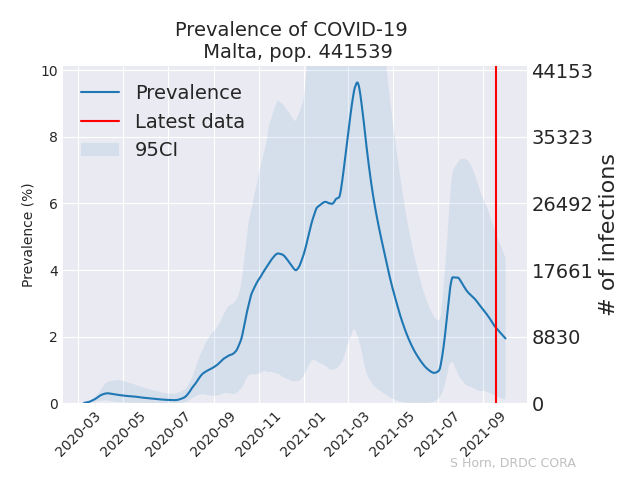 Prevalence of COVID-19
Malta, pop. 441539
Prevalence
Latest data
95CI
Prevalence (%)
10
8
6
4
2
0
44153
35323
26492
17661
8830
0
# of infections
2020-03
2020-05
2020-07
2020-09
2020-11
2021-01
2021-03
2021-05
2021-07
2021-09
S Horn, DRDC CORA